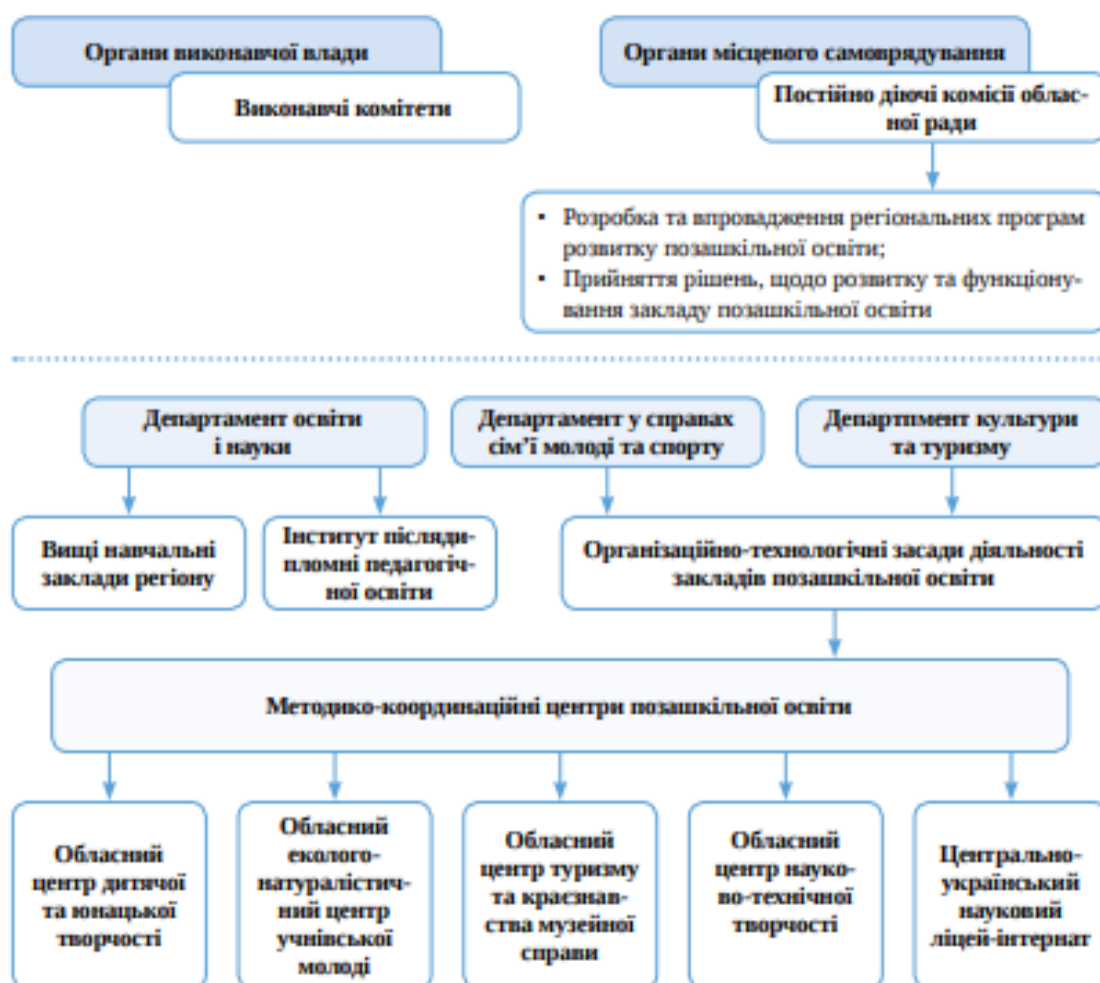 Органи виконавчої влади
Виконавчі комітети
Органи місцевого самоврядування
Постійно діючі комісії облас-
ної ради
• Розробка та впровадження регіональних програм
розвитку позашкільної освіти;
• Прийняття рішень, щодо розвитку та функціону-
вання закладу позашкільної освіти
Департамент освіти
і науки
Департамент у справах
сім’ї молоді та спорту
Департпмент культури
та туризму
Вищі навчальні
заклади регіону
Інститут післяди-
пломні педагогіч-
ної освіти
Організаційно-технологічні засади діяльності
закладів позашкільної освіти
Методико-координаційні центри позашкільної освіти
Обласний
центр дитячої
та юнацької
творчості
Обласний
еколого-
натуралістич-
ний центр
учнівської
молоді
Обласний
центр туризму
та краєзнав-
ства музейної
справи
Обласний
центр науко-
во-технічної
творчості
Центрально-
український
науковий
ліцей-інтернат